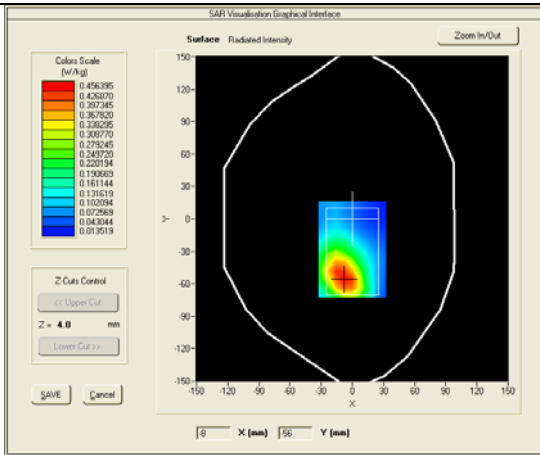 SAR Visualisation Graphical Interface
Surface Radiated Intensity
Zoom In/Out
Colors Scale
(W/kg)
0.456395
0.426870
0.397345
0.367820
0.338295
0.308770
0.279245
0.249720
0.220194
0.190669
0.161144
0.131619
0.102094
0.072569
0.043044
0.013519
Z-Cuts Control
<< Upper Cut
Z = 4.0 mm
Lower Cut >>
SAVE Cancel
150
120
90
60
30
0
-30
-60
-90
-120
-150
Y
-150 -120 -90 -60 -30 0 30 60 90 120 150
X
-8 X (mm) -56 Y (mm)